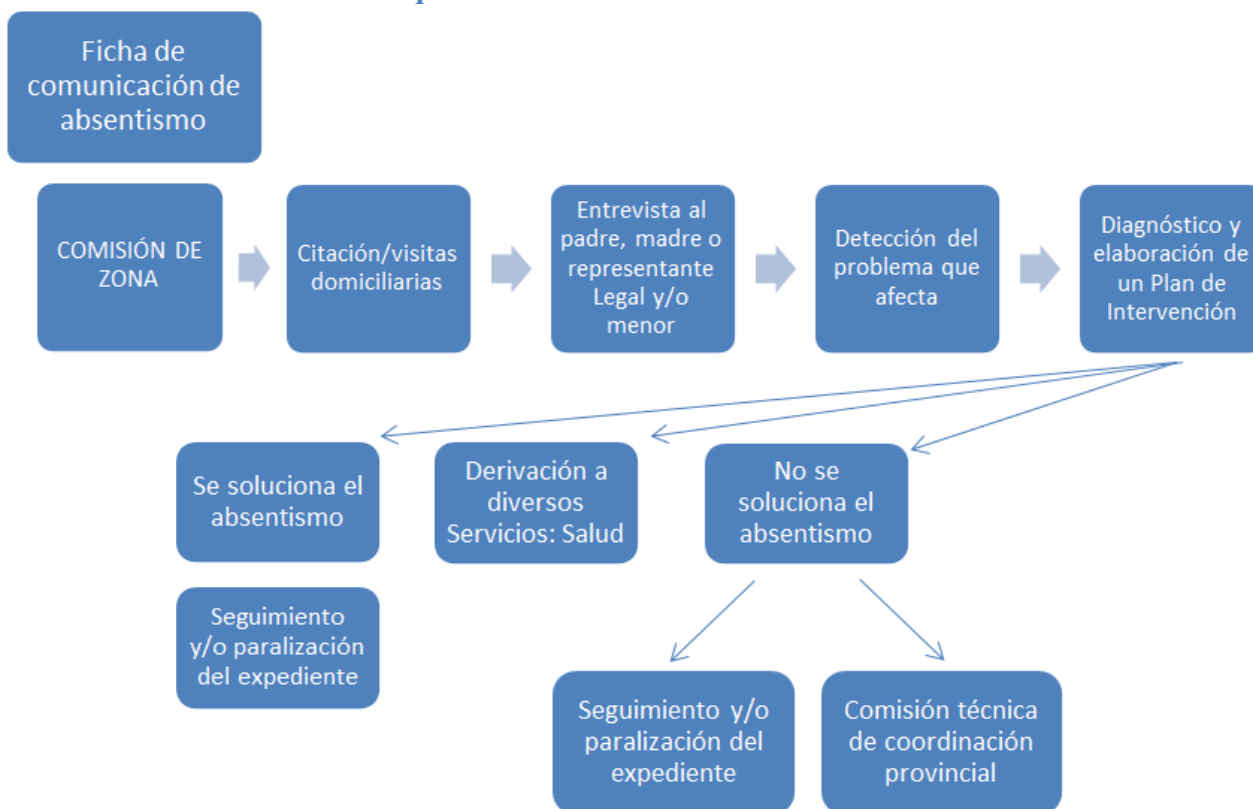 Ficha de
comunicación de
absentismo
COMISIÓN DE
ZONA
Citación/visitas
domiciliarias
Entrevista al
padre, madre o
representante
Legal y/o
menor
Detección del
problema que
afecta
Diagnóstico y
elaboración de
un Plan de
Intervención
Se soluciona el
absentismo
Derivación a
diversos
Servicios: Salud
No se
soluciona el
absentismo
Seguimiento
y/o paralización
del expediente
Seguimiento y/o
paralización del
expediente
Comisión técnica
de coordinación
provincial